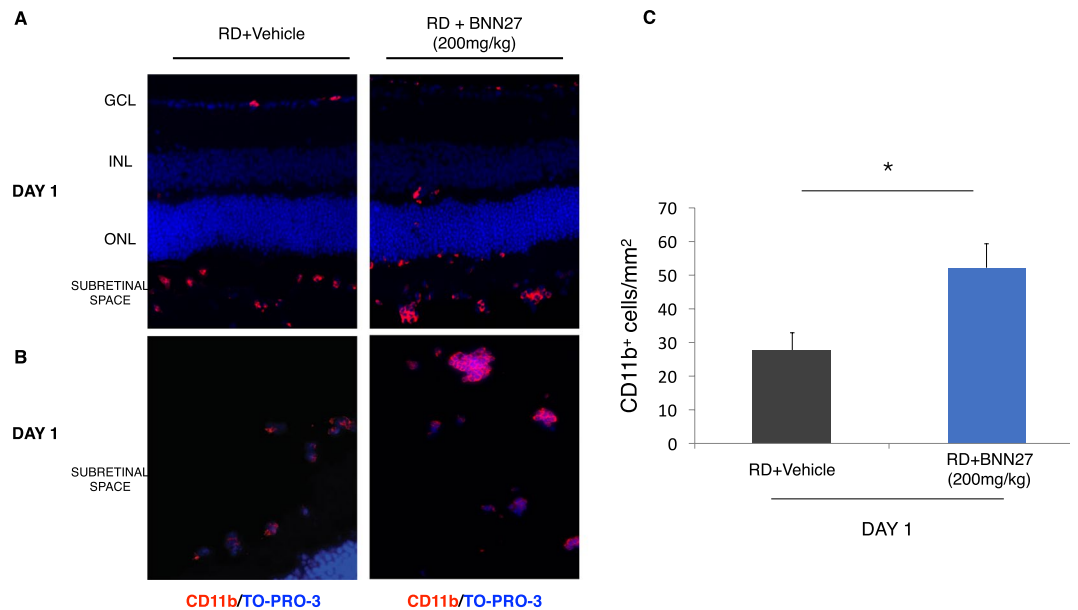 A
RD+Vehicle
RD + BNN27
(200mg/kg)
GCL
INL
DAY 1
ONL
SUBRETINAL
SPACE
B
DAY 1
SUBRETINAL
SPACE
CD11b/TO-PRO-3
CD11b/TO-PRO-3
C
*
CD11b⁺ cells/mm²
70
60
50
40
30
20
10
0
RD+Vehicle
RD+BNN27
(200mg/kg)
DAY 1